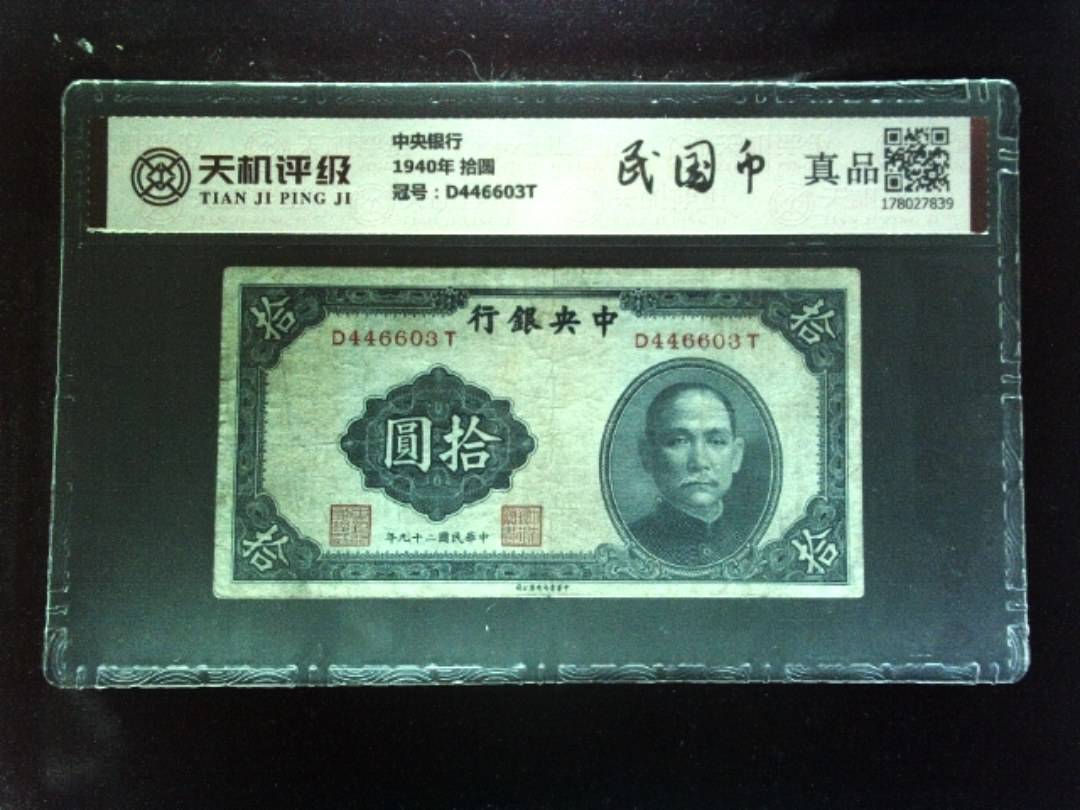 天机评级
TIAN JI PING JI
中央银行
1940年 拾圆
冠号：D446603T
民国币
真品
178027839
行銀央中
D446603T
D446603T
拾
拾
圓拾
年九十二國民華中
拾
拾